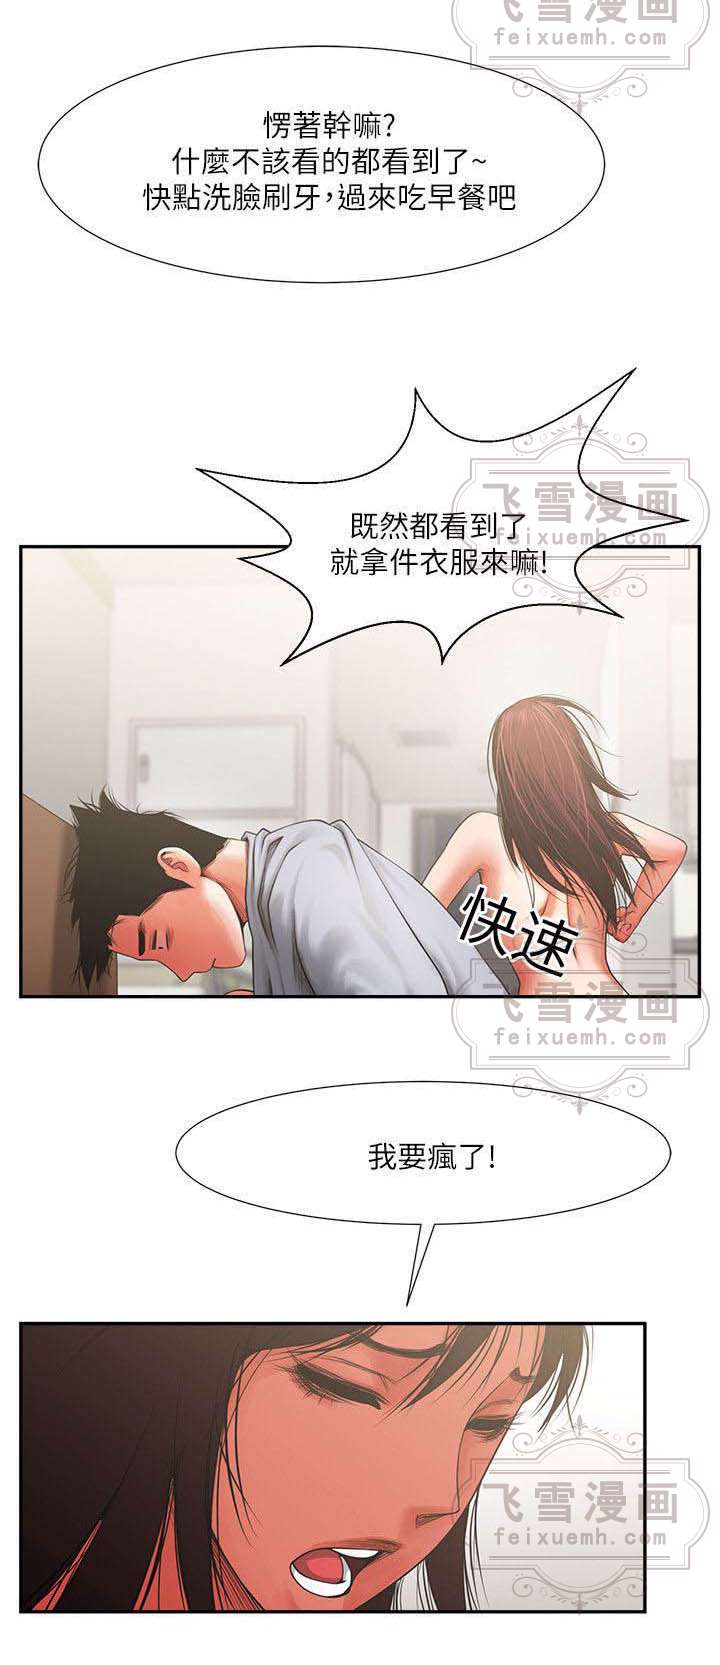 飞雪漫画
feixuemh.com
愣著幹嘛?
什麼不該看的都看到了~
快點洗臉刷牙,過來吃早餐吧
飞雪漫画
feixuemh.com
既然都看到了
就拿件衣服來嘛!
快速
飞雪漫画
feixuemh.com
我要瘋了!
飞雪漫画
feixuemh.com